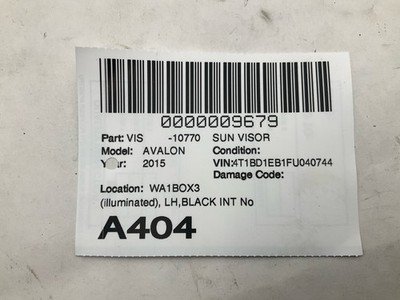 0000009679
Part: VIS -10770 SUN VISOR
Model: AVALON Condition:
Year: 2015 VIN:4T1BD1EB1FU040744
Damage Code:
Location: WA1BOX3
(illuminated), LH,BLACK INT No
A404